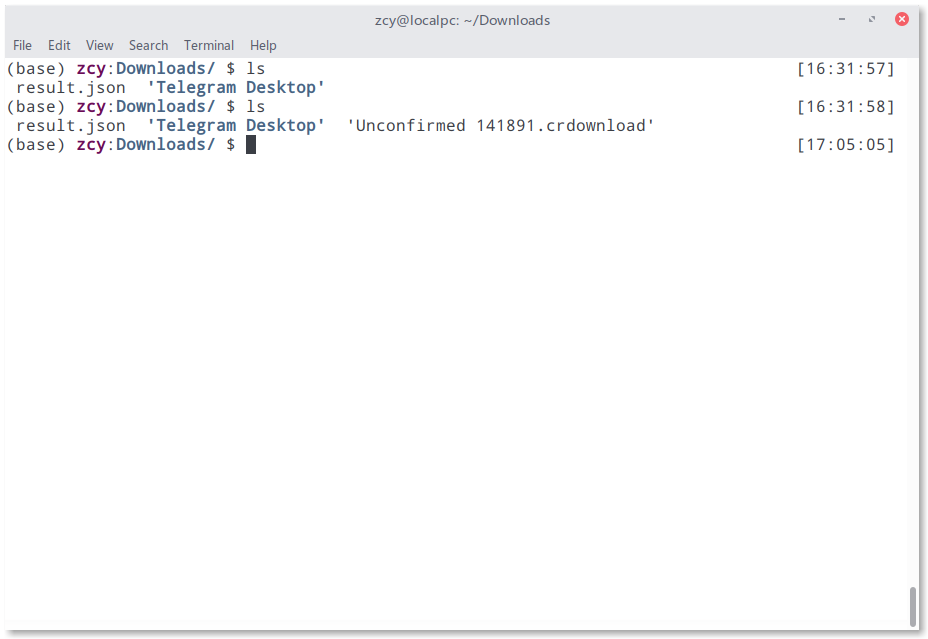 zcy@localpc: ~/Downloads
File Edit View Search Terminal Help
(base) zcy:Downloads/ $ ls [16:31:57]
result.json 'Telegram Desktop'
(base) zcy:Downloads/ $ ls [16:31:58]
result.json 'Telegram Desktop' 'Unconfirmed 141891.crdownload'
(base) zcy:Downloads/ $ [17:05:05]